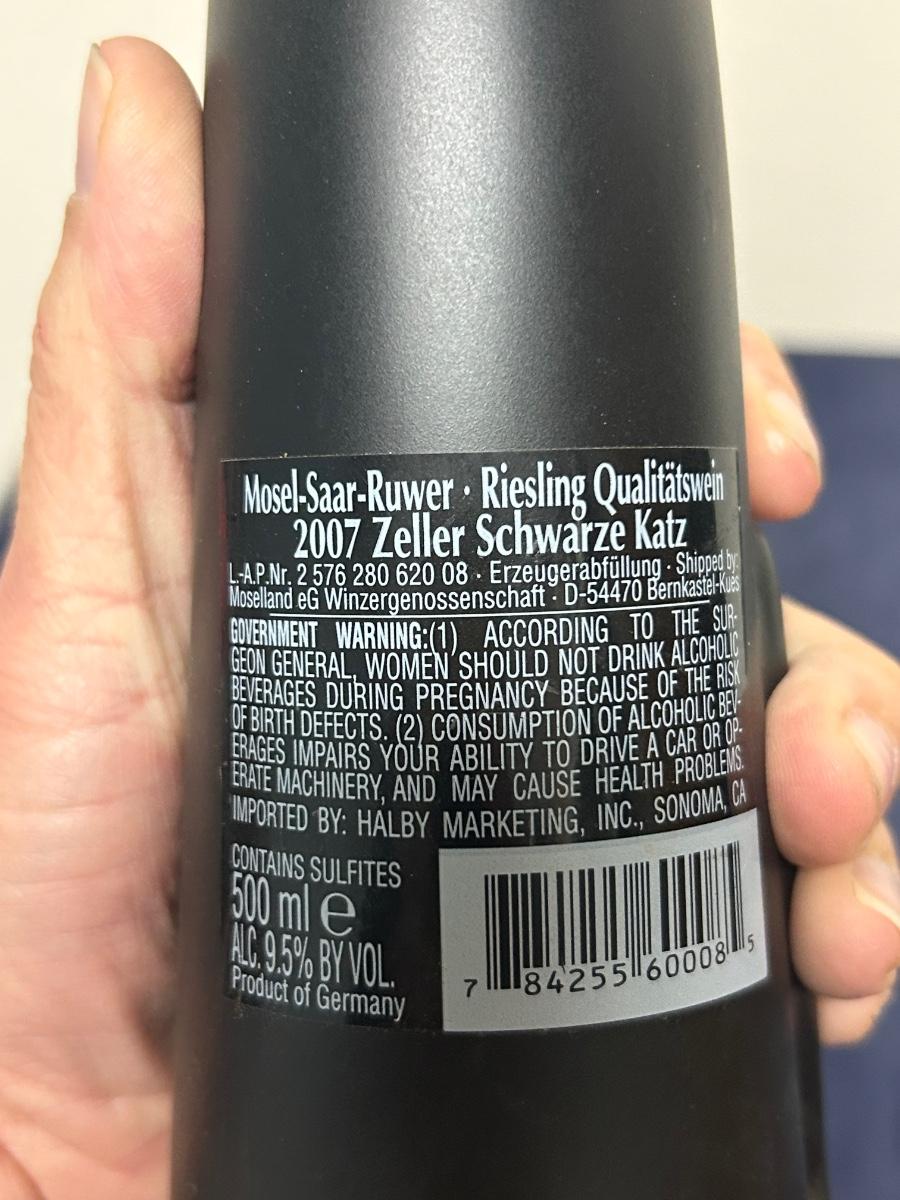 Mosel-Saar-Ruwer · Riesling Qualitätswein
2007 Zeller Schwarze Katz
L.-A.P.Nr. 2 576 280 620 08 · Erzeugerabfüllung · Shipped by:
Moselland eG Winzergenossenschaft · D-54470 Bernkastel-Kues
GOVERNMENT WARNING:(1) ACCORDING TO THE SUR-
GEON GENERAL, WOMEN SHOULD NOT DRINK ALCOHOLIC
BEVERAGES DURING PREGNANCY BECAUSE OF THE RISK
OF BIRTH DEFECTS. (2) CONSUMPTION OF ALCOHOLIC BEV-
ERAGES IMPAIRS YOUR ABILITY TO DRIVE A CAR OR OP-
ERATE MACHINERY, AND MAY CAUSE HEALTH PROBLEMS.
IMPORTED BY: HALBY MARKETING, INC., SONOMA, CA
CONTAINS SULFITES
500 ml e
ALC. 9.5% BY VOL.
Product of Germany
7 84255 60008 5